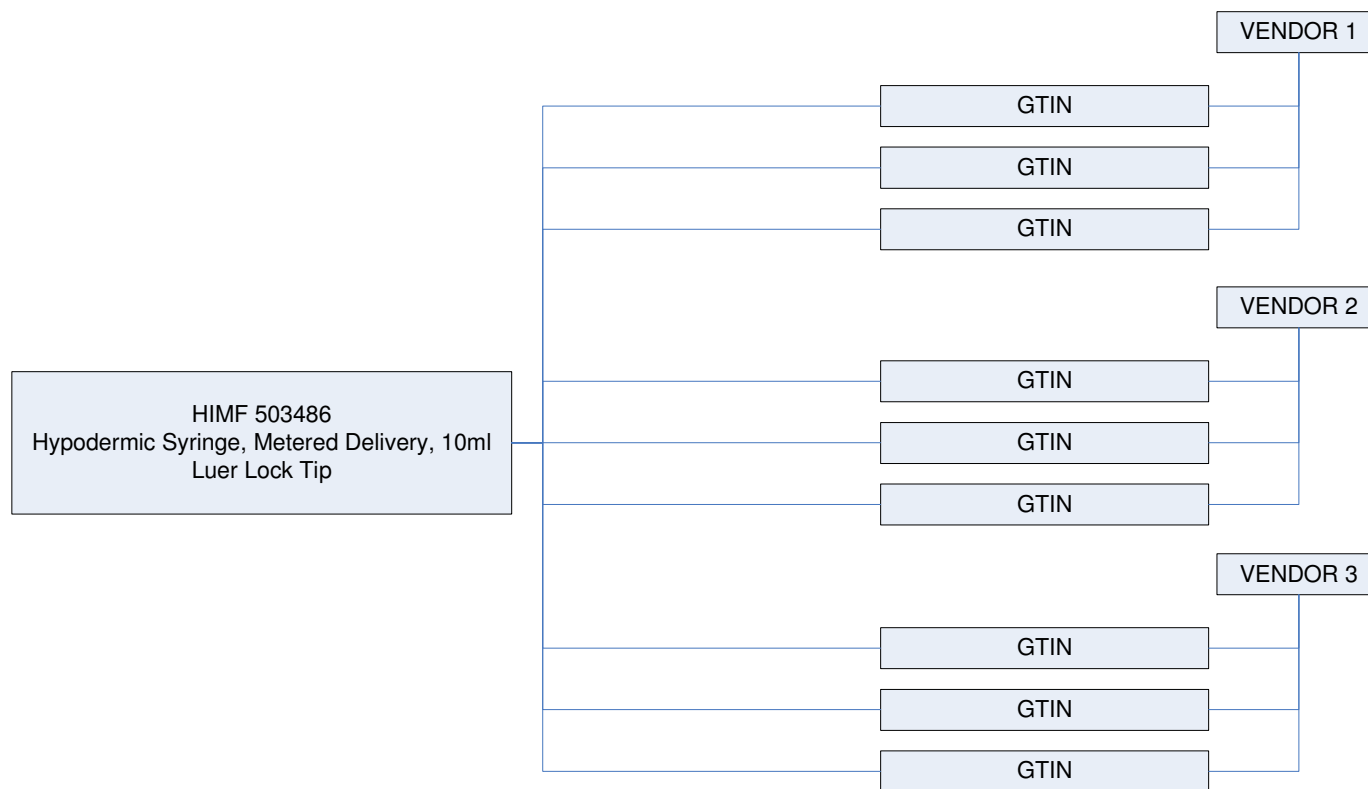 VENDOR 1
GTIN
GTIN
GTIN
VENDOR 2
HIMF 503486
Hypodermic Syringe, Metered Delivery, 10ml
Luer Lock Tip
GTIN
GTIN
GTIN
VENDOR 3
GTIN
GTIN
GTIN